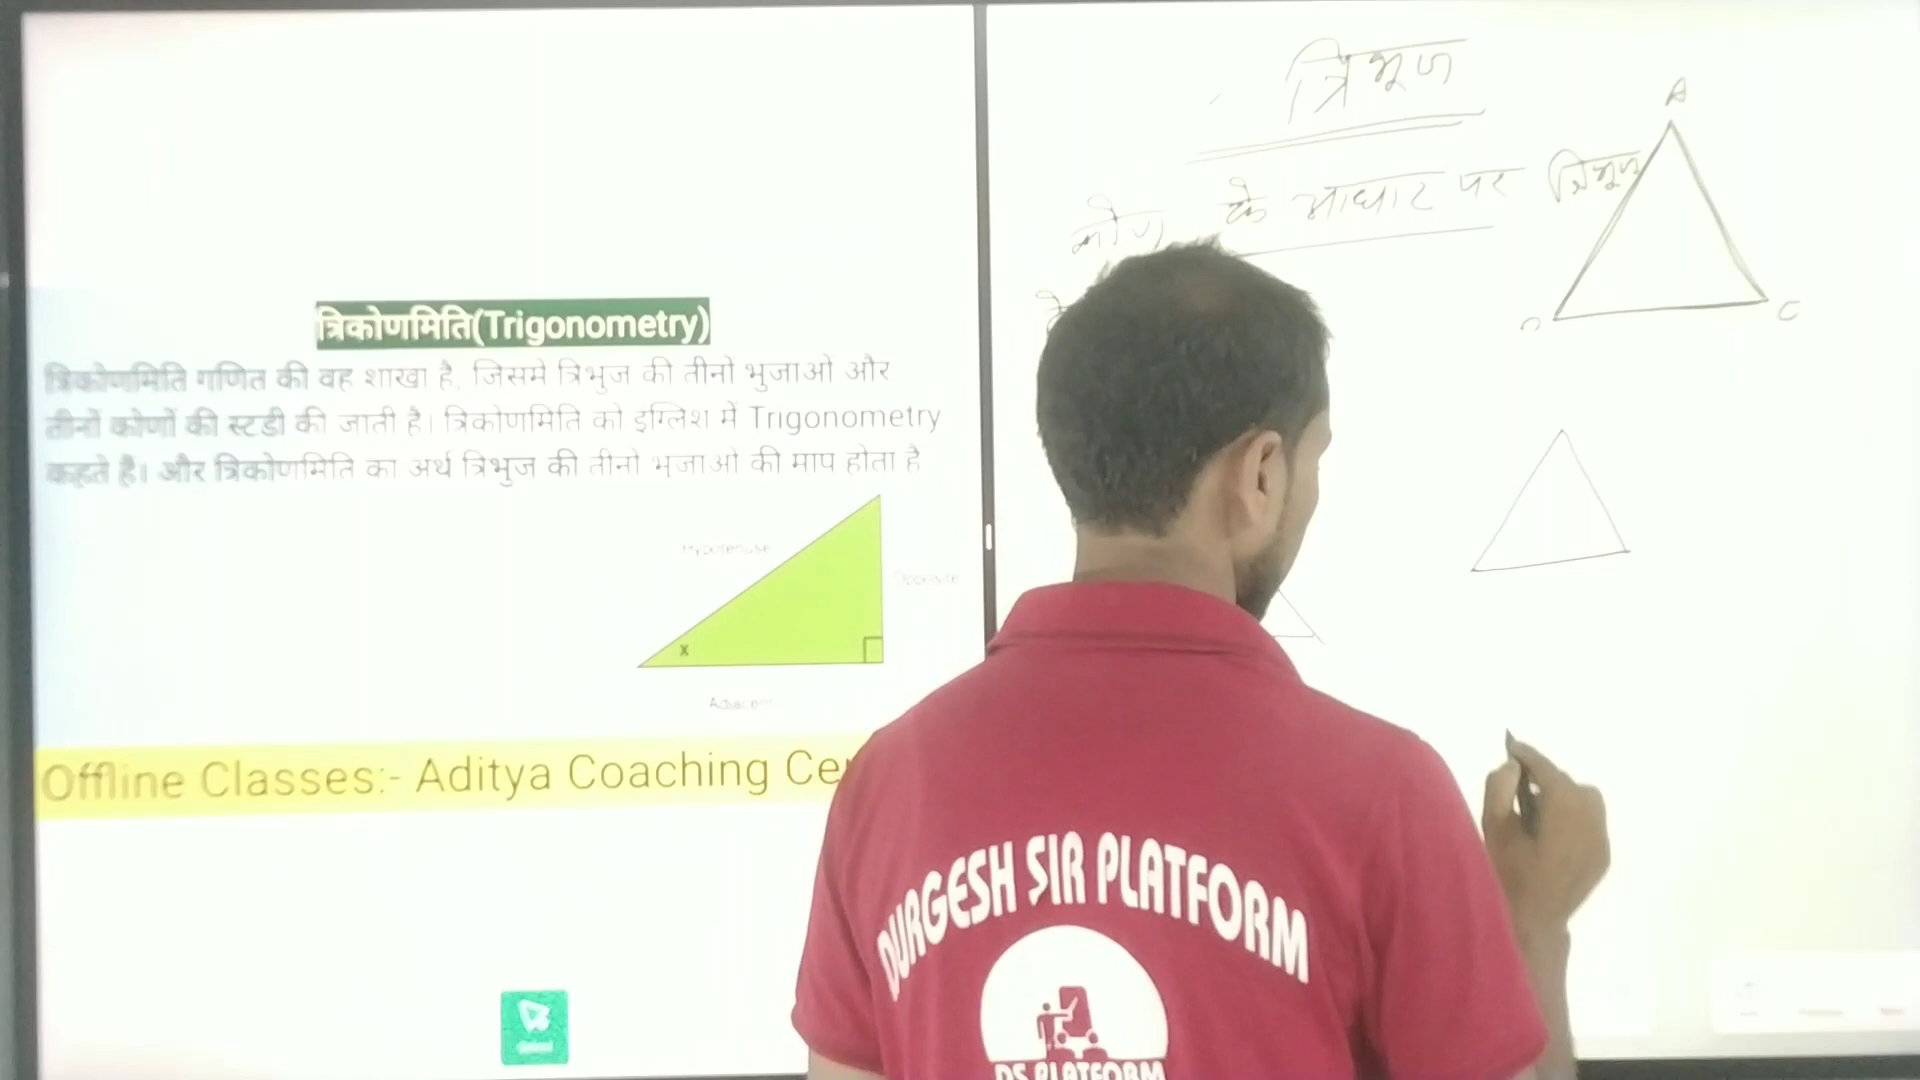 त्रिकोणमिति(Trigonometry)
त्रिकोणमिति गणित की वह शाखा है, जिसमे त्रिभुज की तीनों भुजाओ और
तीनों कोणों की स्टडी की जाती है। त्रिकोणमिति को इंग्लिश में Trigonometry
कहते है। और त्रिकोणमिति का अर्थ त्रिभुज की तीनो भुजाओ की माप होता है
Hypotenuse
Opposite
x
Adjacent
Offline Classes:- Aditya Coaching
त्रिभुज
कोण के आधार पर त्रिभुज
के
A
C
DURGESH SIR PLATFORM
DS PLATFORM